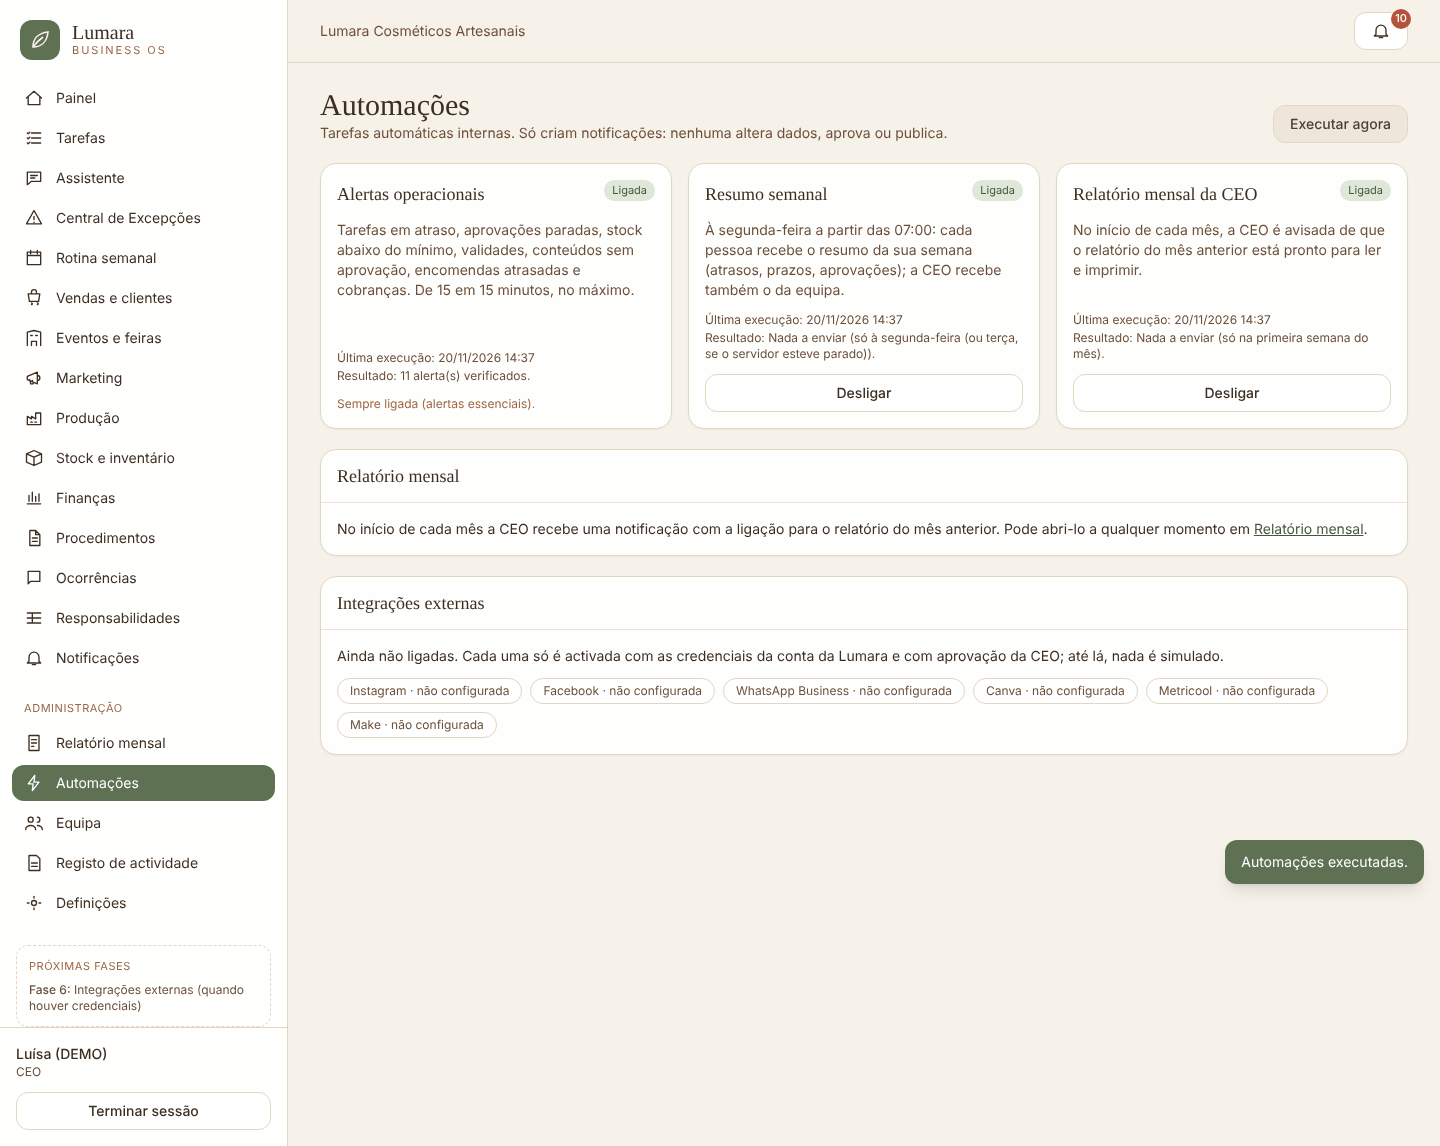 Lumara
BUSINESS OS
Painel
Tarefas
Assistente
Central de Excepções
Rotina semanal
Vendas e clientes
Eventos e feiras
Marketing
Produção
Stock e inventário
Finanças
Procedimentos
Ocorrências
Responsabilidades
Notificações
ADMINISTRAÇÃO
Relatório mensal
Automações
Equipa
Registo de actividade
Definições
PRÓXIMAS FASES
Fase 6: Integrações externas (quando
houver credenciais)
Luísa (DEMO)
CEO
Terminar sessão
Lumara Cosméticos Artesanais
10
Automações
Tarefas automáticas internas. Só criam notificações: nenhuma altera dados, aprova ou publica.
Executar agora
Alertas operacionais
Ligada
Tarefas em atraso, aprovações paradas, stock
abaixo do mínimo, validades, conteúdos sem
aprovação, encomendas atrasadas e
cobranças. De 15 em 15 minutos, no máximo.
Última execução: 20/11/2026 14:37
Resultado: 11 alerta(s) verificados.
Sempre ligada (alertas essenciais).
Resumo semanal
Ligada
À segunda-feira a partir das 07:00: cada
pessoa recebe o resumo da sua semana
(atrasos, prazos, aprovações); a CEO recebe
também o da equipa.
Última execução: 20/11/2026 14:37
Resultado: Nada a enviar (só à segunda-feira (ou terça,
se o servidor esteve parado)).
Desligar
Relatório mensal da CEO
Ligada
No início de cada mês, a CEO é avisada de que
o relatório do mês anterior está pronto para ler
e imprimir.
Última execução: 20/11/2026 14:37
Resultado: Nada a enviar (só na primeira semana do
mês).
Desligar
Relatório mensal
No início de cada mês a CEO recebe uma notificação com a ligação para o relatório do mês anterior. Pode abri-lo a qualquer momento em Relatório mensal.
Integrações externas
Ainda não ligadas. Cada uma só é activada com as credenciais da conta da Lumara e com aprovação da CEO; até lá, nada é simulado.
Instagram · não configurada
Facebook · não configurada
WhatsApp Business · não configurada
Canva · não configurada
Metricool · não configurada
Make · não configurada
Automações executadas.